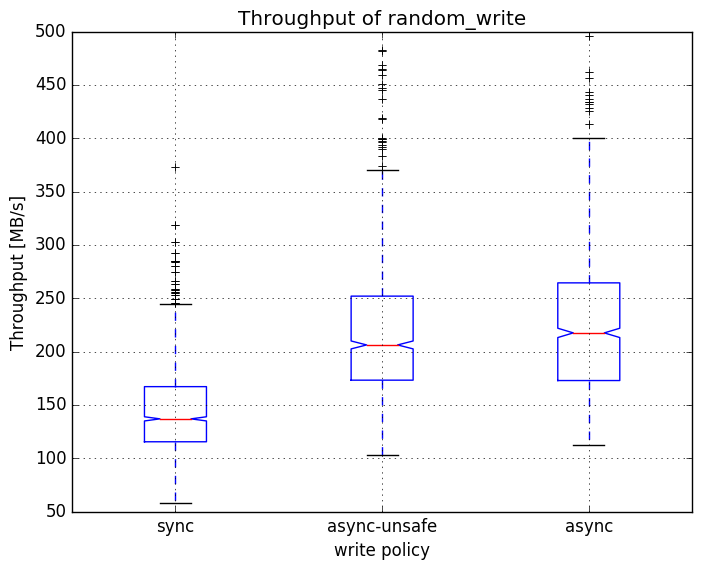 Throughput of random_write
500
450
400
350
300
250
200
150
100
50
Throughput [MB/s]
sync async-unsafe async
write policy